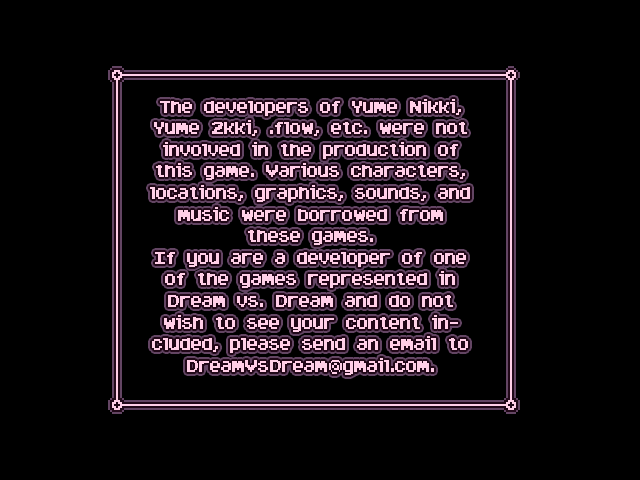 The developers of Yume Nikki,
Yume 2kki, .flow, etc. were not
involved in the production of
this game. Various characters,
locations, graphics, sounds, and
music were borrowed from
these games.
If you are a developer of one
of the games represented in
Dream vs. Dream and do not
wish to see your content in-
cluded, please send an email to
DreamVsDream@gmail.com.